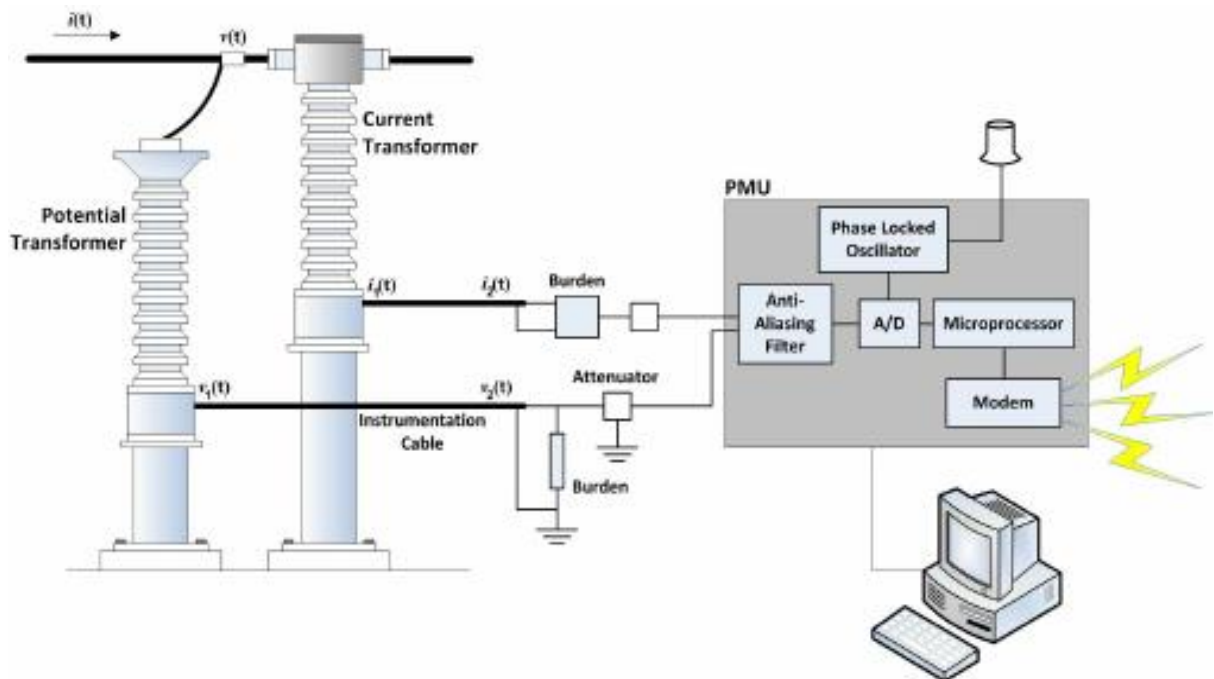 i(t)
v(t)
Current
Transformer
Potential
Transformer
PMU
Phase Locked
Oscillator
i₁(t)
i₂(t)
Burden
Anti-
Aliasing
Filter
A/D
Microprocessor
v₁(t)
v₂(t)
Attenuator
Modem
Instrumentation
Cable
Burden